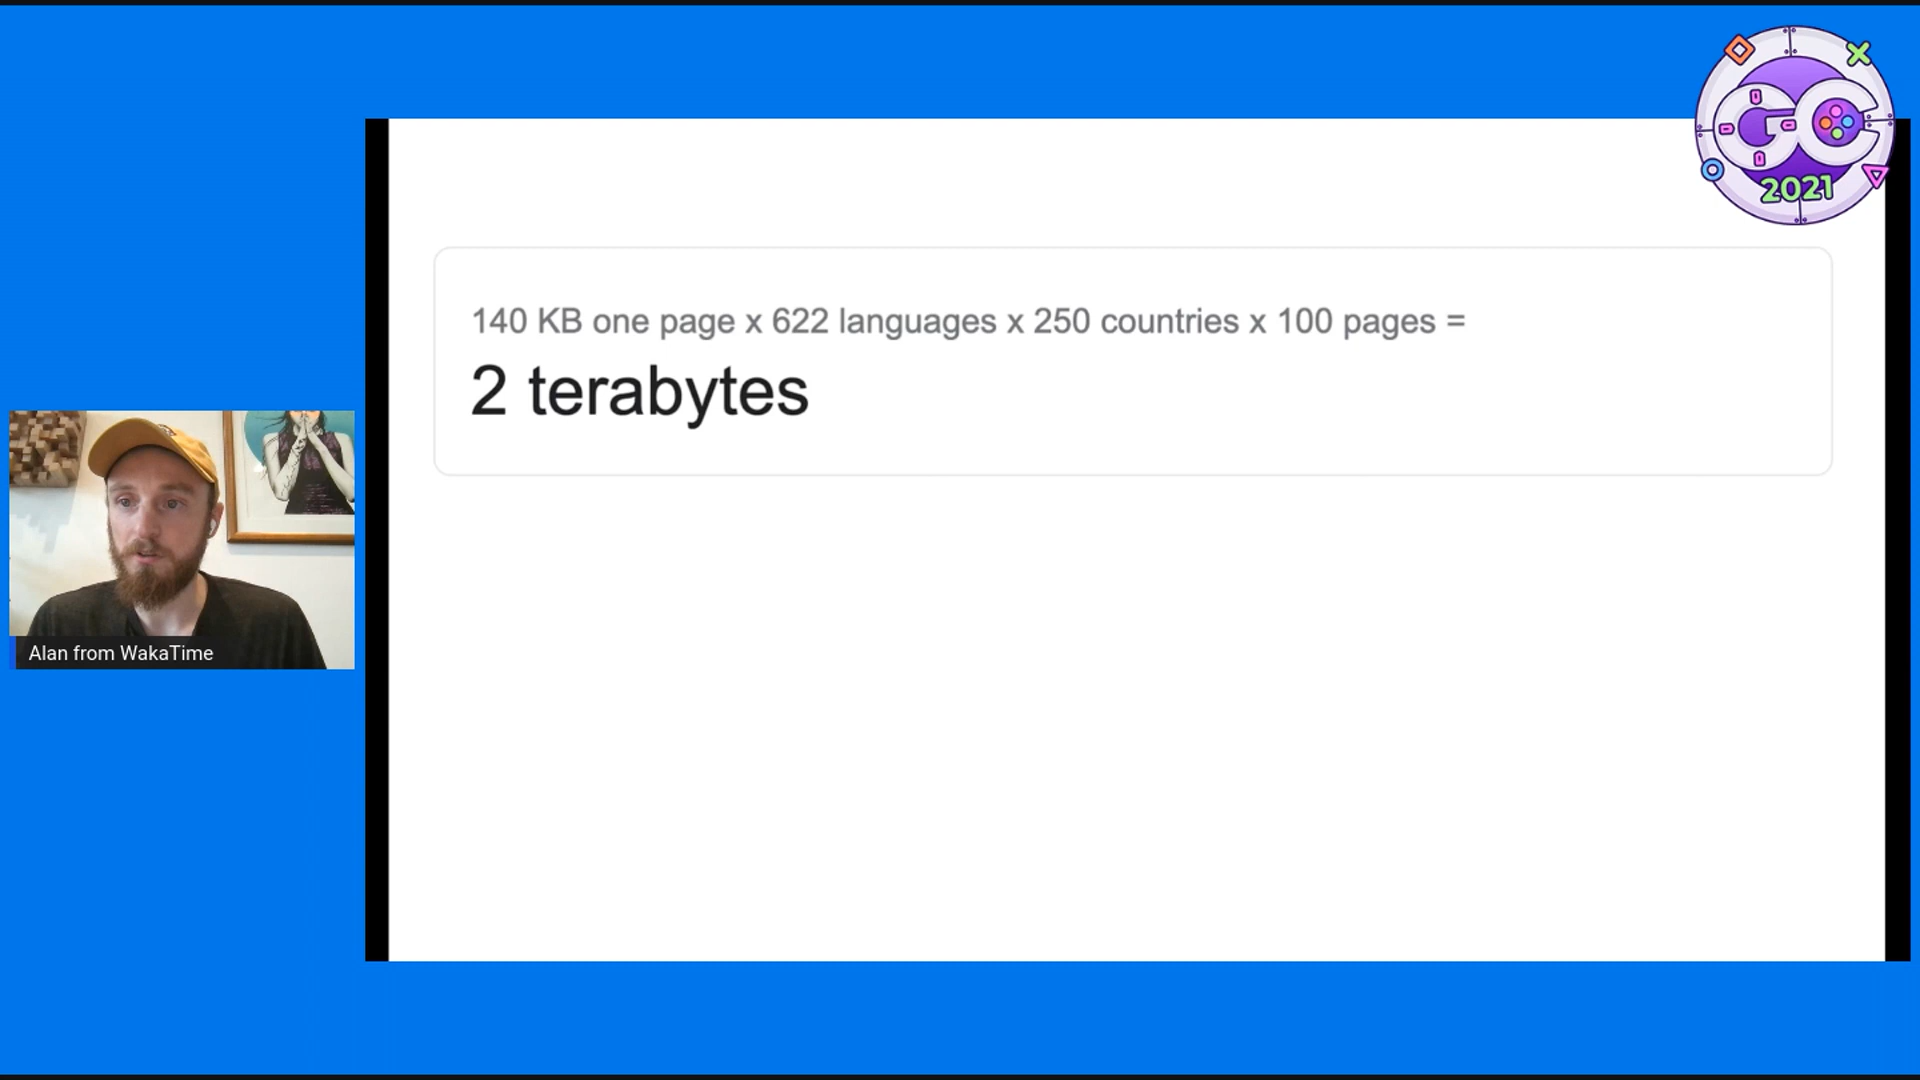 GC
2021
140 KB one page x 622 languages x 250 countries x 100 pages =
2 terabytes
Alan from WakaTime